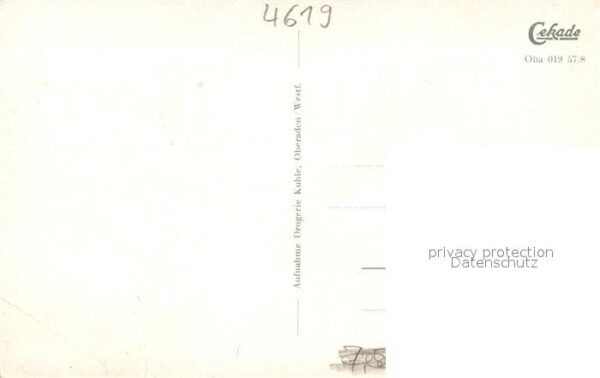 4619
Cekade
Oba 019 57/8
Aufnahme Drogerie Kuhle, Oberaden/Westf.
privacy protection
Datenschutz